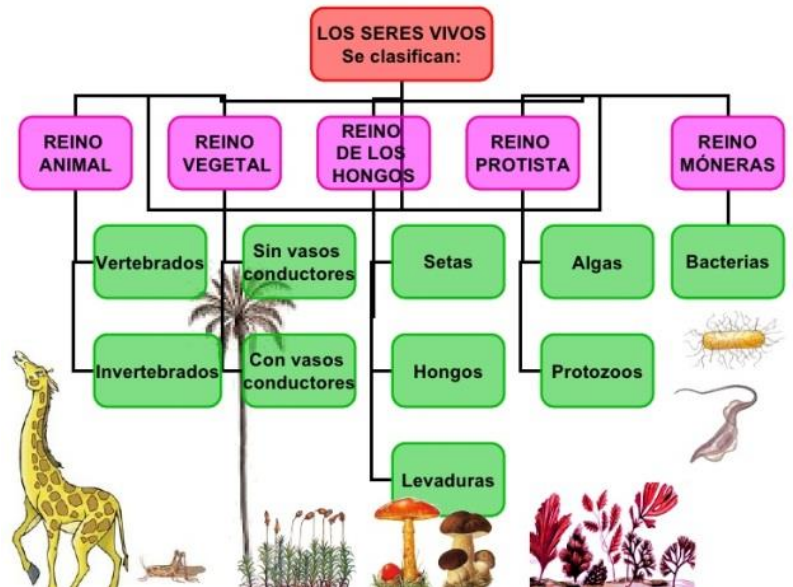 LOS SERES VIVOS
Se clasifican:
REINO
ANIMAL
REINO
VEGETAL
REINO
DE LOS
HONGOS
REINO
PROTISTA
REINO
MÓNERAS
Vertebrados
Sin vasos
conductores
Setas
Algas
Bacterias
Invertebrados
Con vasos
conductores
Hongos
Protozoos
Levaduras